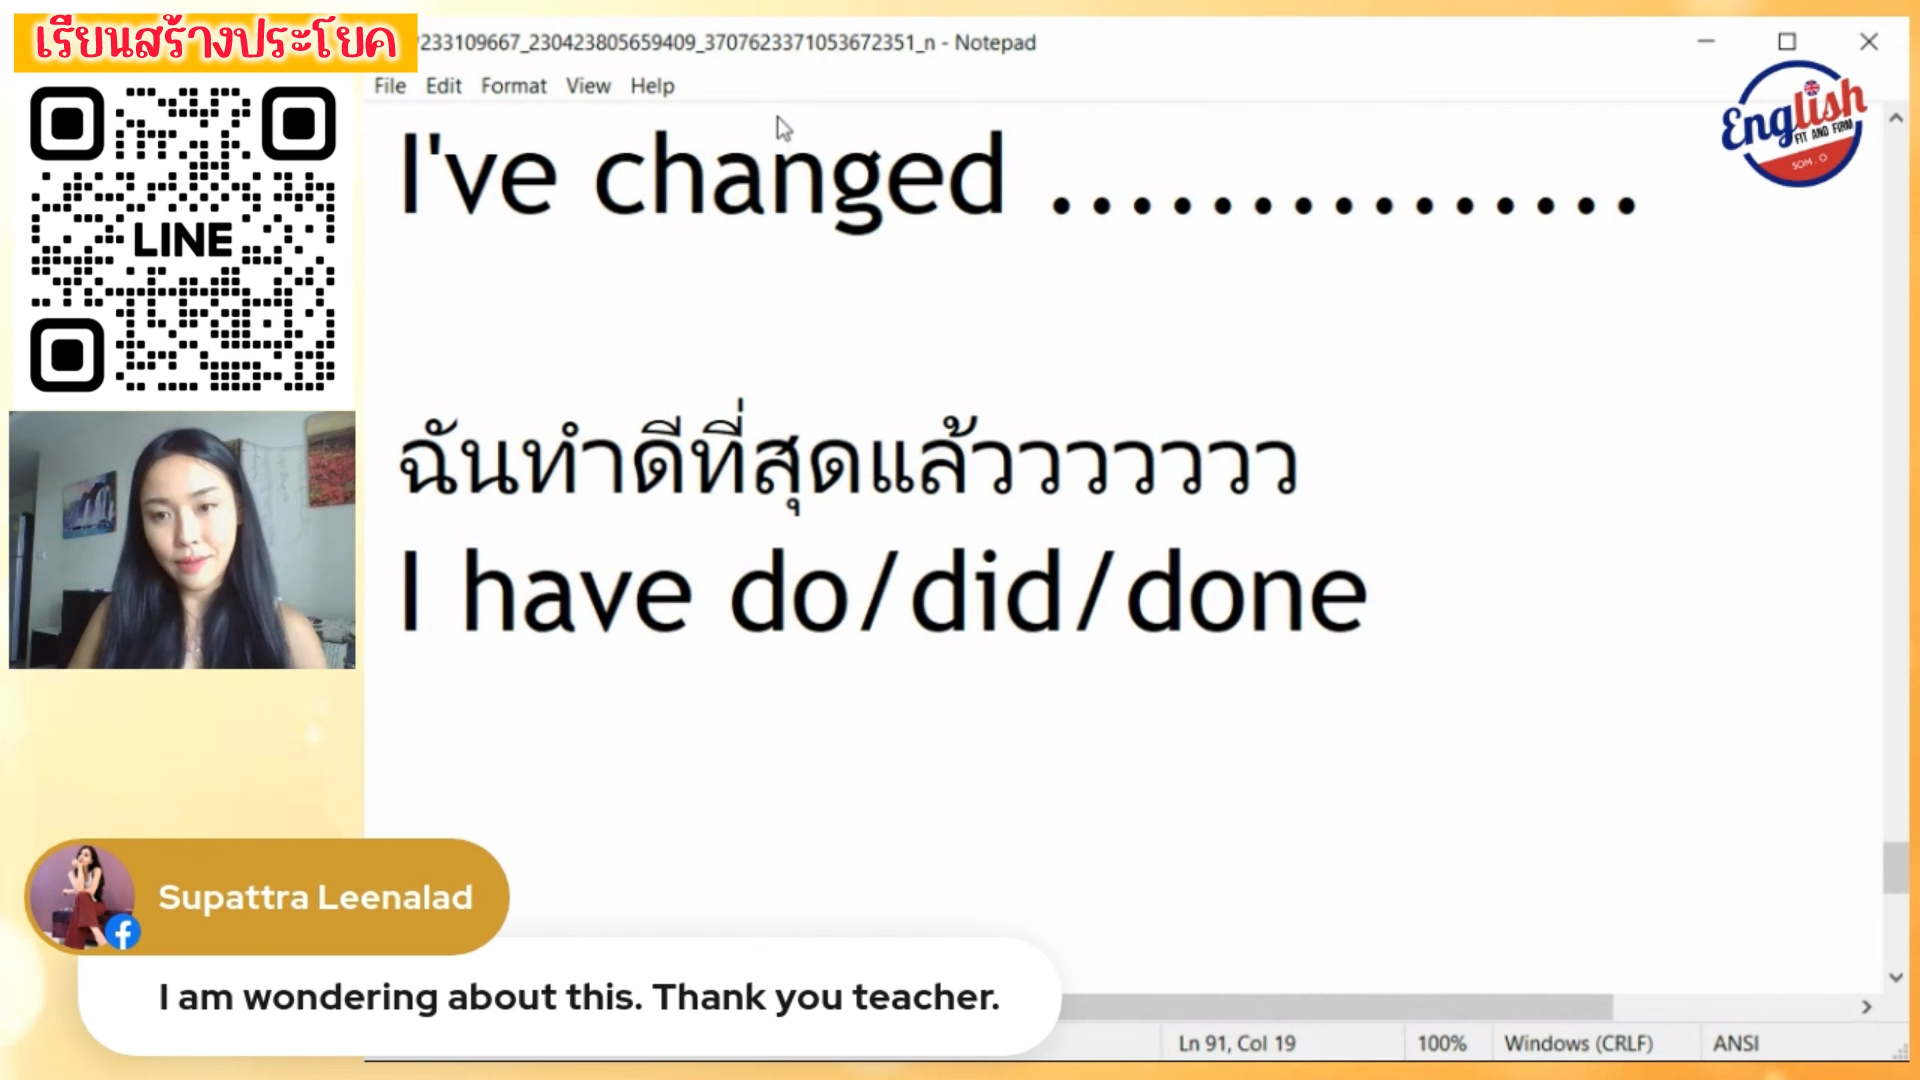 เรียนสร้างประโยค
233109667_230423805659409_3707623371053672351_n - Notepad
File Edit Format View Help
English
FIT AND FIRM
SOM . O
I've changed ...............
LINE
ฉันทำดีที่สุดแล้ววววววว
I have do/did/done
Supattra Leenalad
I am wondering about this. Thank you teacher.
Ln 91, Col 19 100% Windows (CRLF) ANSI